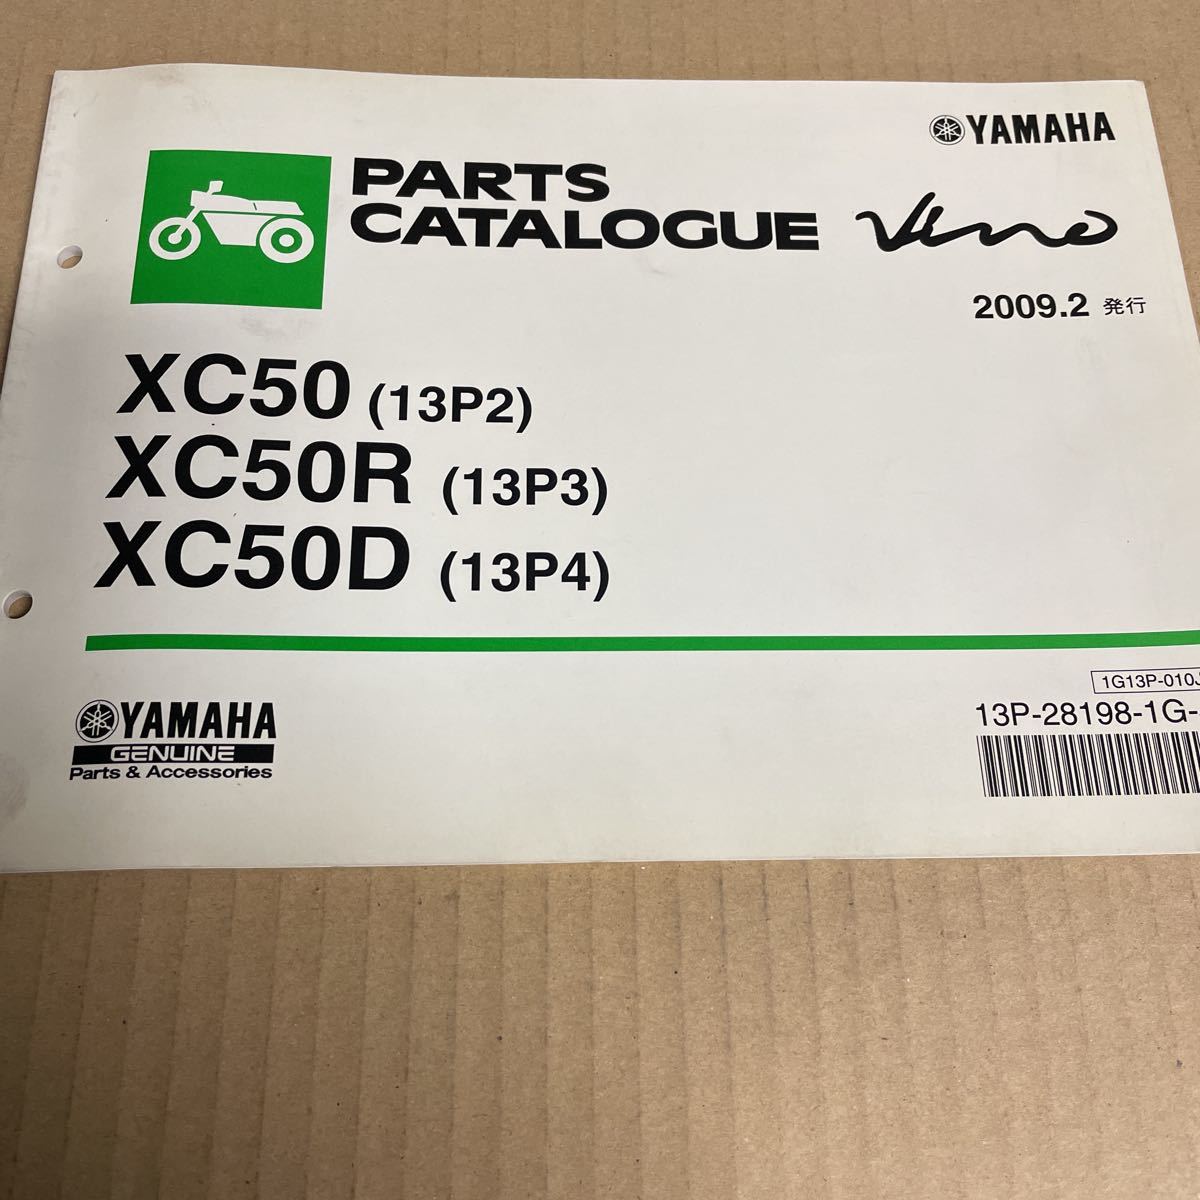 YAMAHA
PARTS
CATALOGUE Vino
2009.2 発行
XC50 (13P2)
XC50R (13P3)
XC50D (13P4)
1G13P-010J
13P-28198-1G-
YAMAHA
GENUINE
Parts & Accessories